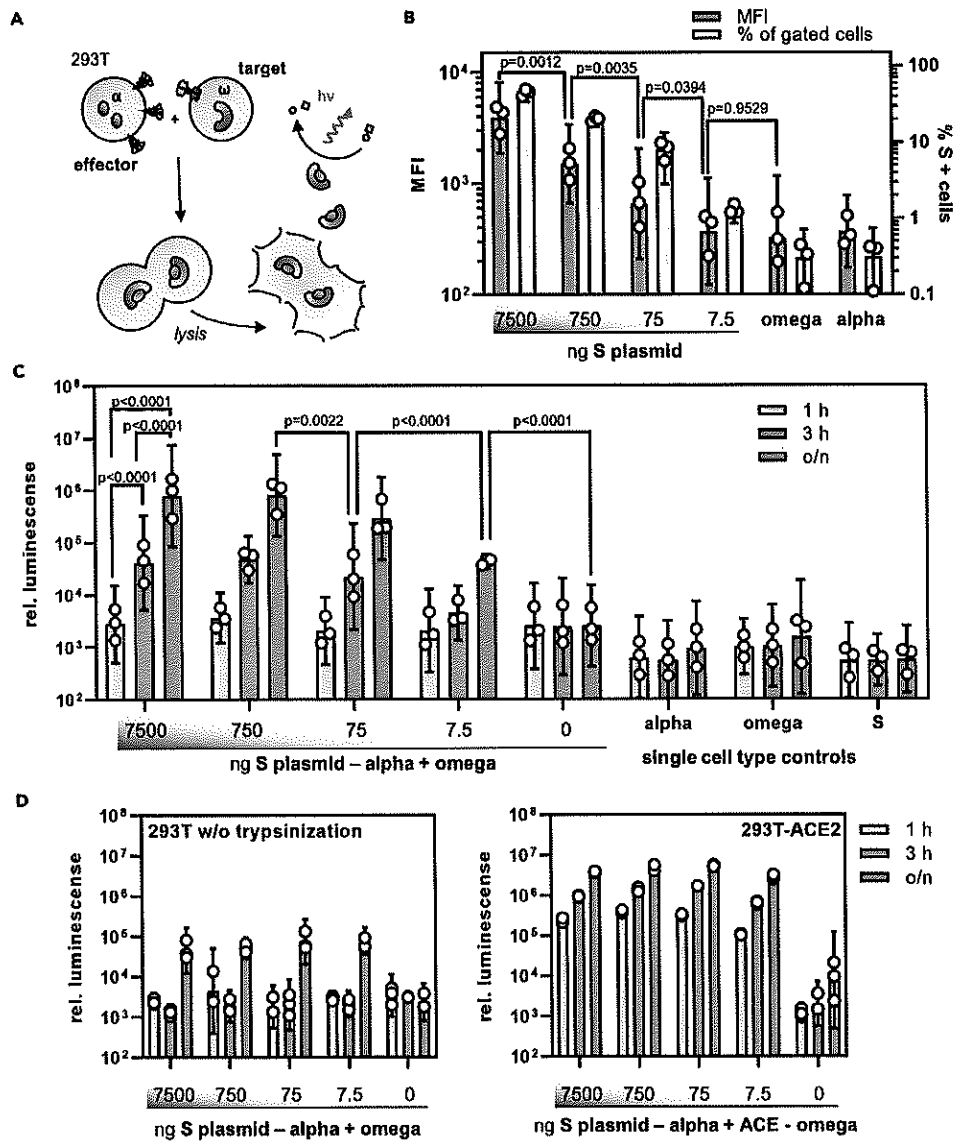 A
293T
target
α
ω
+
hν
effector
lysis
B
MFI
% of gated cells
p=0.0012
p=0.0035
p=0.0394
p=0.9529
10⁴
10³
10²
MFI
100
10
1
0.1
% S + cells
7500 750 75 7.5 omega alpha
ng S plasmid
C
10⁸
10⁷
10⁶
10⁵
10⁴
10³
10²
rel. luminescense
p<0.0001
p<0.0001
p<0.0001
p=0.0022
p<0.0001
p<0.0001
1 h
3 h
o/n
7500 750 75 7.5 0 alpha omega S
ng S plasmid – alpha + omega
single cell type controls
D
293T w/o trypsinization
10⁸
10⁷
10⁶
10⁵
10⁴
10³
10²
rel. luminescense
7500 750 75 7.5 0
ng S plasmid – alpha + omega
293T-ACE2
10⁸
10⁷
10⁶
10⁵
10⁴
10³
10²
rel. luminescense
1 h
3 h
o/n
7500 750 75 7.5 0
ng S plasmid – alpha + ACE - omega